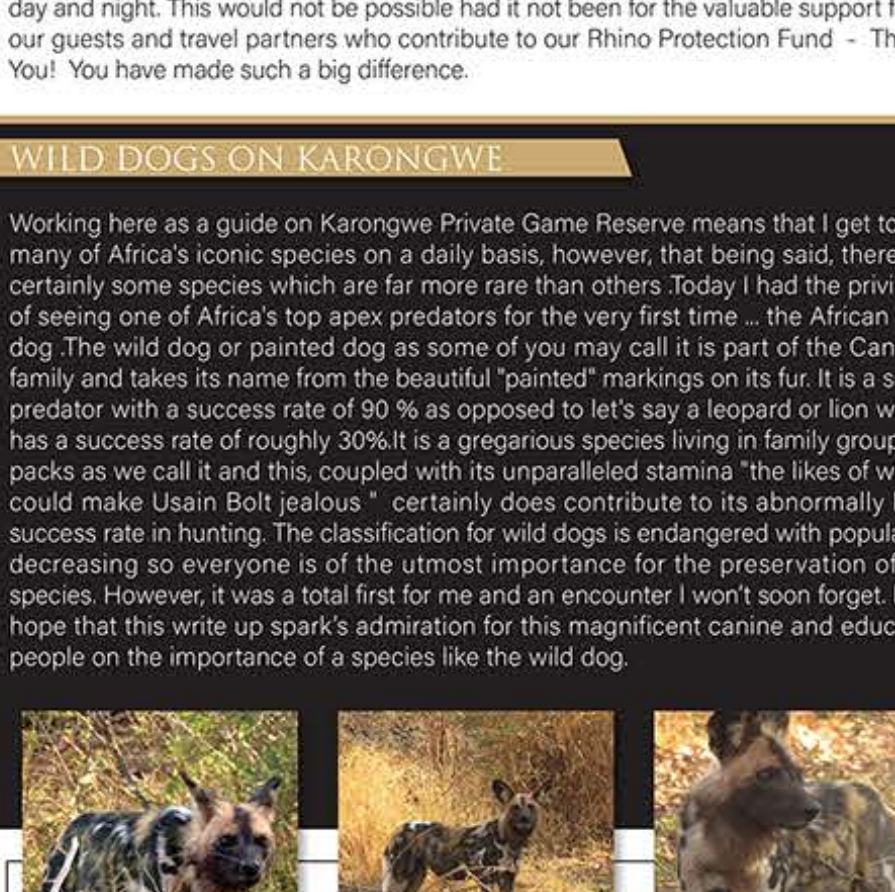 day and night. This would not be possible had it not been for the valuable support f
our guests and travel partners who contribute to our Rhino Protection Fund - Th
You! You have made such a big difference.
WILD DOGS ON KARONGWE
Working here as a guide on Karongwe Private Game Reserve means that I get to
many of Africa's iconic species on a daily basis, however, that being said, there
certainly some species which are far more rare than others .Today I had the privi
of seeing one of Africa's top apex predators for the very first time ... the African
dog .The wild dog or painted dog as some of you may call it is part of the Can
family and takes its name from the beautiful "painted" markings on its fur. It is a s
predator with a success rate of 90 % as opposed to let's say a leopard or lion w
has a success rate of roughly 30%.It is a gregarious species living in family group
packs as we call it and this, coupled with its unparalleled stamina "the likes of w
could make Usain Bolt jealous " certainly does contribute to its abnormally
success rate in hunting. The classification for wild dogs is endangered with popula
decreasing so everyone is of the utmost importance for the preservation of
species. However, it was a total first for me and an encounter I won't soon forget.
hope that this write up spark's admiration for this magnificent canine and educ
people on the importance of a species like the wild dog.